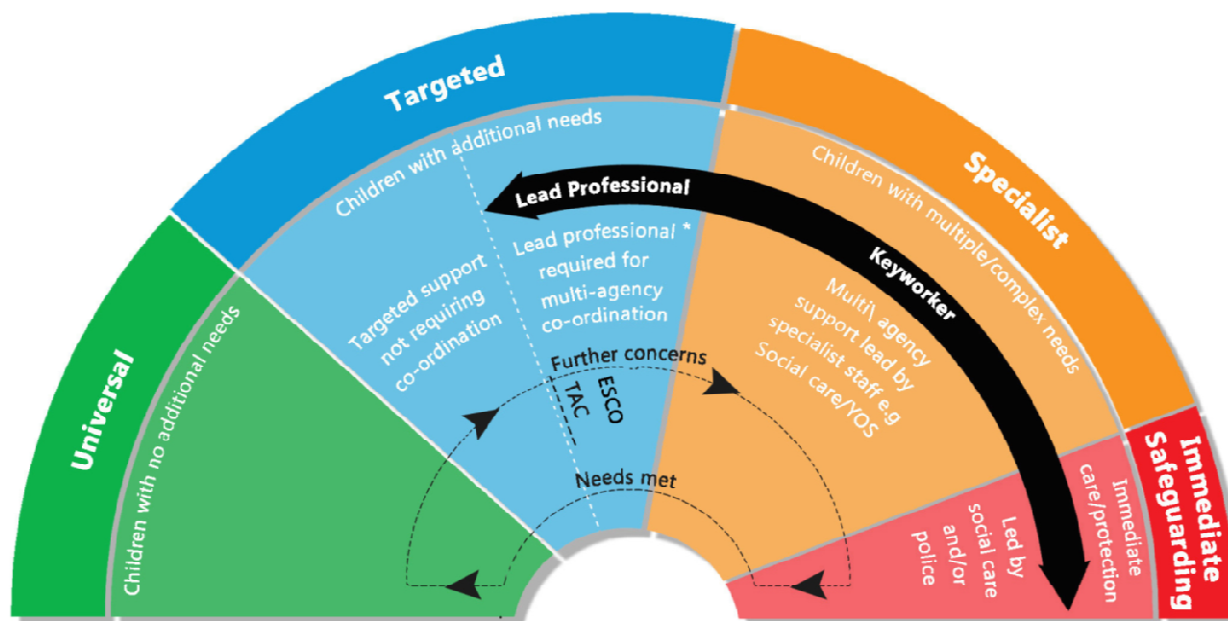 Universal
Children with no additional needs
Targeted
Children with additional needs
Targeted support
not requiring
co-ordination
Lead Professional
Lead professional *
required for
multi-agency
co-ordination
Further concerns
TAC
ESCO
Needs met
Specialist
Children with multiple/complex needs
Keyworker
Multi\ agency
support lead by
specialist staff e.g
Social care/YOS
Immediate
Safeguarding
Immediate
care/protection
Led by
social care
and/or
police